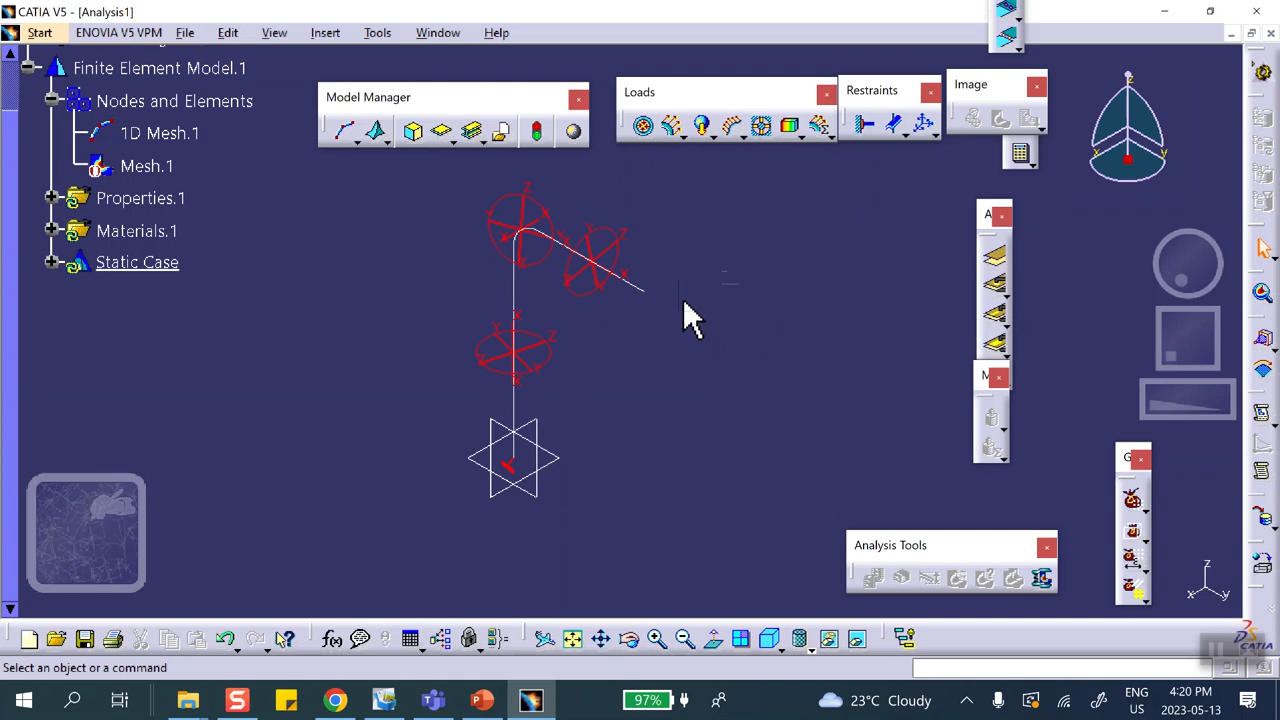 CATIA V5 - [Analysis1]
Start
ENOVIA V5 VPM
File
Edit
View
Insert
Tools
Window
Help
Finite Element Model.1
Nodes and Elements
1D Mesh.1
Mesh.1
Properties.1
Materials.1
Static Case
Model Manager
Loads
Restraints
Image
A
M
G
Analysis Tools
Z
Y
X
X
Y
Z
X
X
Y
Z
Y
X
z
x
y
z
x
y
f(x)
CATIA
Select an object or a command
97%
23°C Cloudy
ENG
US
4:20 PM
2023-05-13